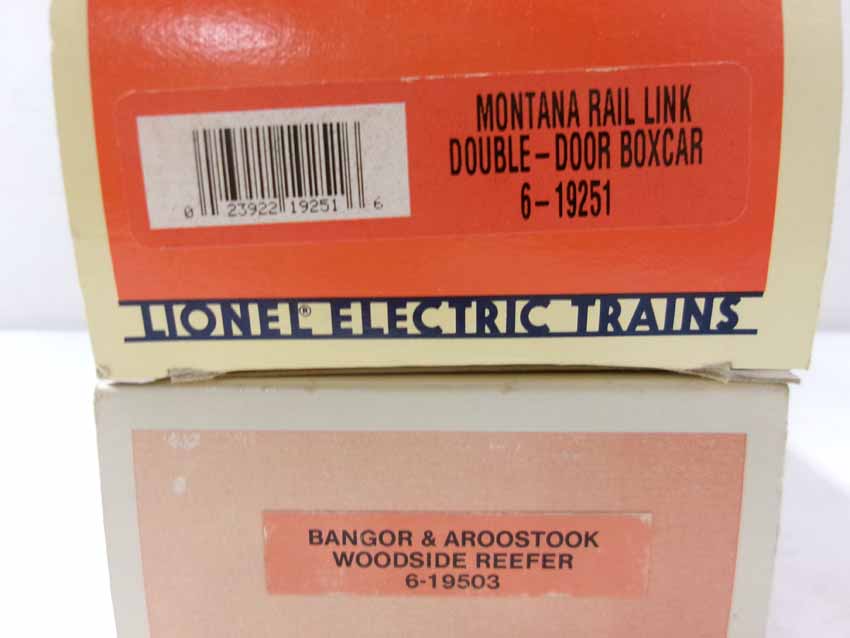 MONTANA RAIL LINK
DOUBLE-DOOR BOXCAR
6-19251
0 23922 19251 6
LIONEL® ELECTRIC TRAINS
BANGOR & AROOSTOOK
WOODSIDE REEFER
6-19503